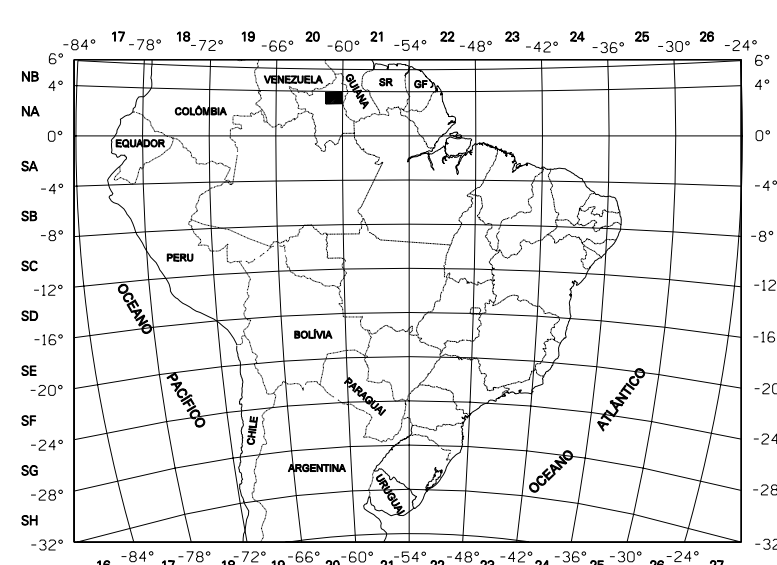 17 18 19 20 21 22 23 24 25 26
-84° -78° -72° -66° -60° -54° -48° -42° -36° -30° -24°
6° 6°
NB VENEZUELA GUIANA SR GF
4° 4°
NA COLÔMBIA
0° 0°
EQUADOR
SA
-4° -4°
SB
-8° -8°
PERU
SC
-12° -12
OCEANO
SD
BOLÍVIA
-16° -16
SE
PACÍFICO PARAGUAI ATLÂNTICO
-20° -20
SF CHILE
-24° -24
SG ARGENTINA OCEANO
-28° -28
URUGUAI
SH
-32° -32
-84° -78° -72° -66° -60° -54° -48° -42° -36° -30° -24°
16 17 18 19 20 21 22 23 24 25 26 27